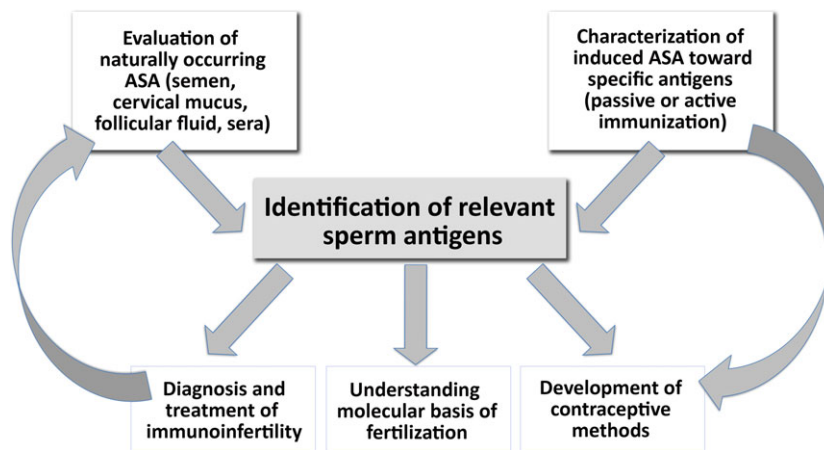 Evaluation of
naturally occurring
ASA (semen,
cervical mucus,
follicular fluid, sera)
Characterization of
induced ASA toward
specific antigens
(passive or active
immunization)
Identification of relevant
sperm antigens
Diagnosis and
treatment of
immunoinfertility
Understanding
molecular basis of
fertilization
Development of
contraceptive
methods